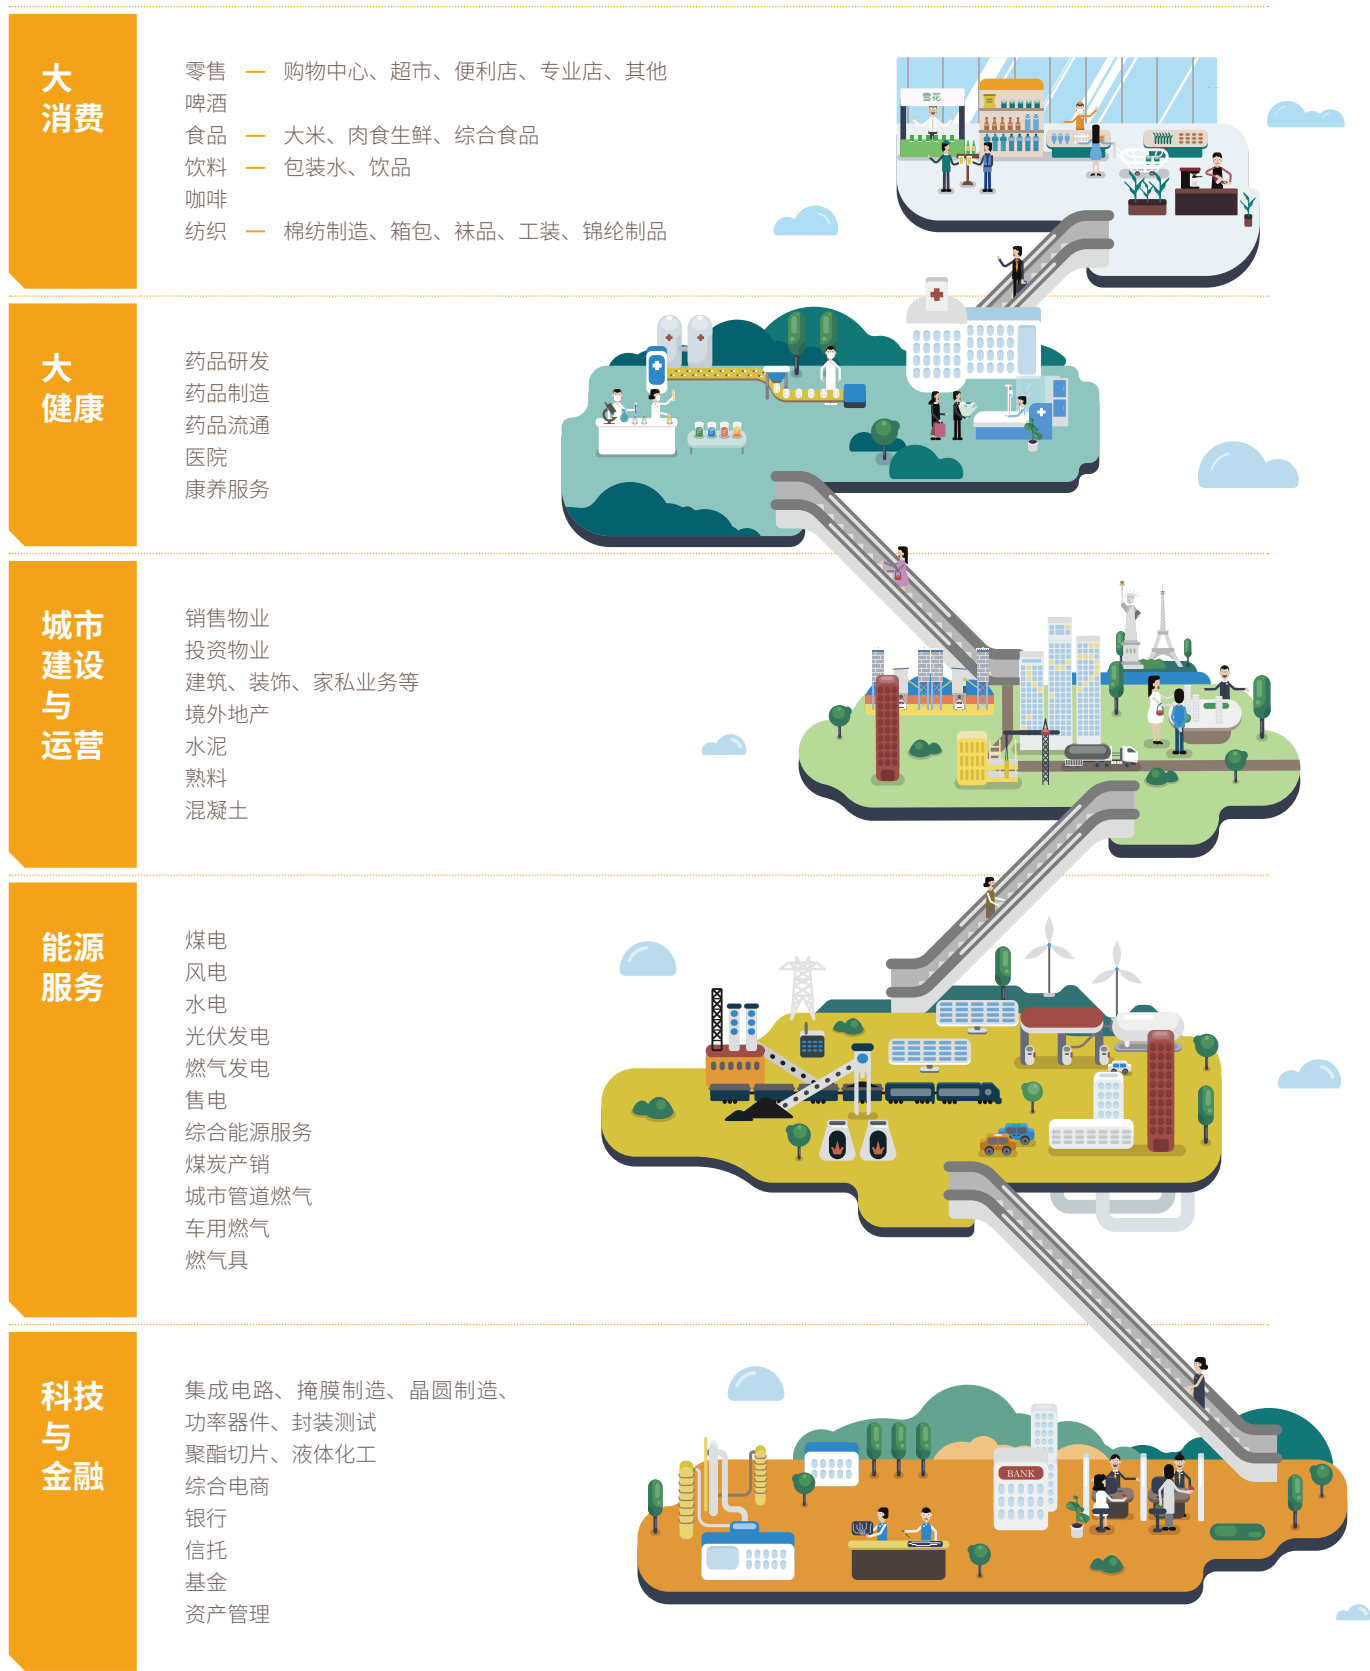 大
消费
零售 — 购物中心、超市、便利店、专业店、其他
啤酒
食品 — 大米、肉食生鲜、综合食品
饮料 — 包装水、饮品
咖啡
纺织 — 棉纺制造、箱包、袜品、工装、锦纶制品
雪花
大
健康
药品研发
药品制造
药品流通
医院
康养服务
城市
建设
与
运营
销售物业
投资物业
建筑、装饰、家私业务等
境外地产
水泥
熟料
混凝土
能源
服务
煤电
风电
水电
光伏发电
燃气发电
售电
综合能源服务
煤炭产销
城市管道燃气
车用燃气
燃气具
科技
与
金融
集成电路、掩膜制造、晶圆制造、
功率器件、封装测试
聚酯切片、液体化工
综合电商
银行
信托
基金
资产管理
BANK